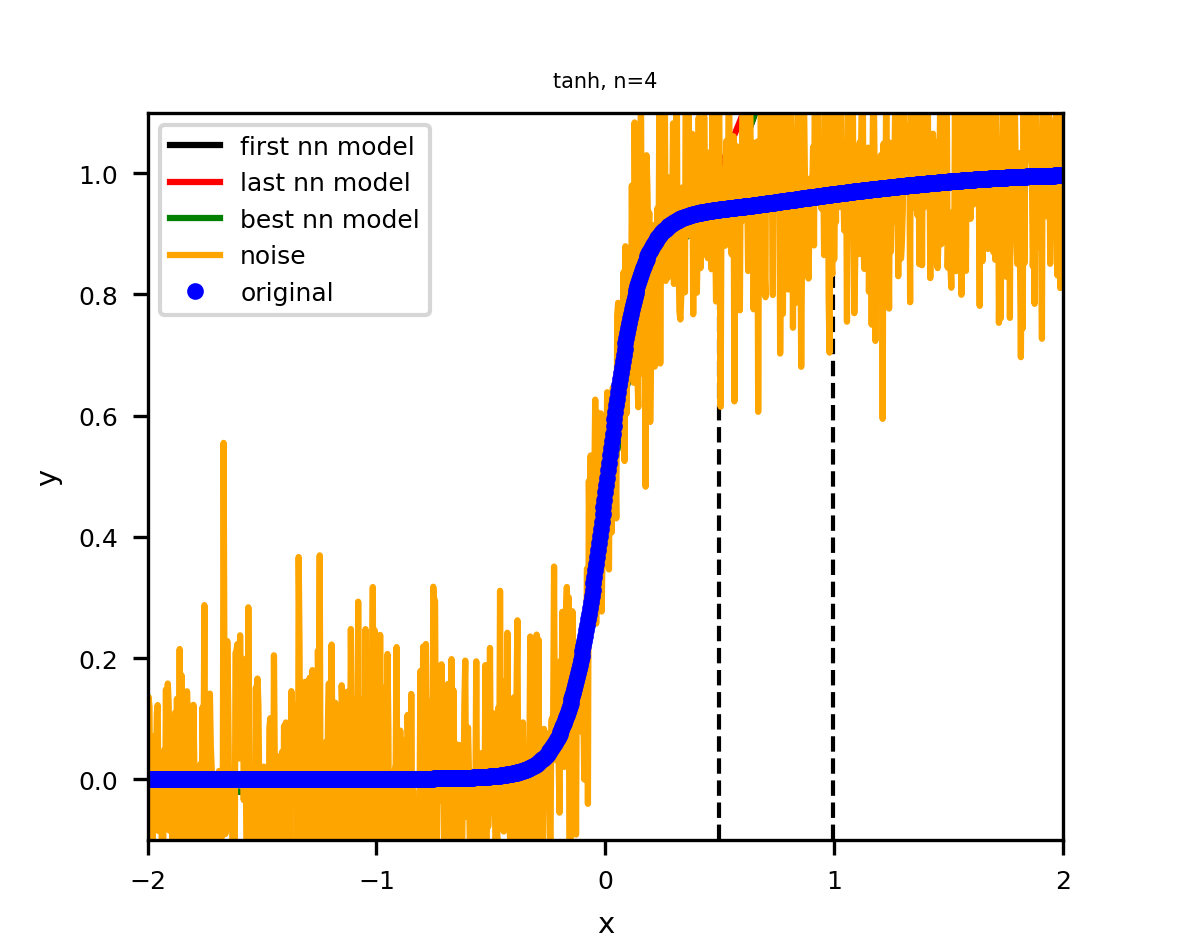 tanh, n=4
first nn model
last nn model
best nn model
noise
original
1.0
0.8
0.6
0.4
0.2
0.0
y
−2
−1
0
1
2
x